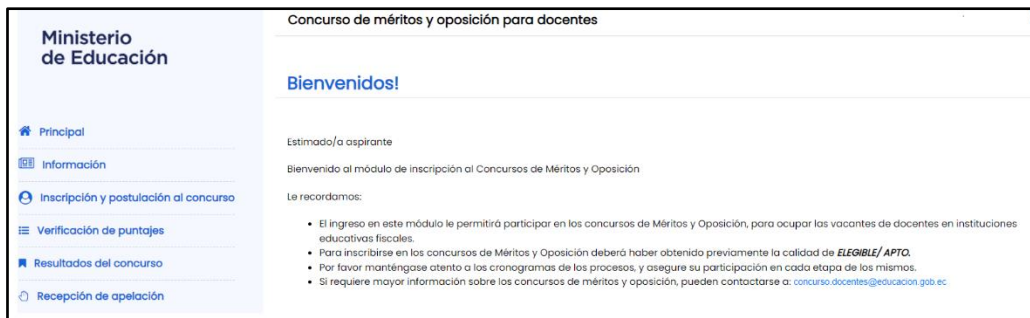 Ministerio
de Educación
Principal
Información
Inscripción y postulación al concurso
Verificación de puntajes
Resultados del concurso
Recepción de apelación
Concurso de méritos y oposición para docentes
Bienvenidos!
Estimado/a aspirante
Bienvenido al módulo de inscripción al Concursos de Méritos y Oposición
Le recordamos:
• El ingreso en este módulo le permitirá participar en los concursos de Méritos y Oposición, para ocupar las vacantes de docentes en instituciones
educativas fiscales.
• Para inscribirse en los concursos de Méritos y Oposición deberá haber obtenido previamente la calidad de ELEGIBLE/ APTO.
• Por favor manténgase atento a los cronogramas de los procesos, y asegure su participación en cada etapa de los mismos.
• Si requiere mayor información sobre los concursos de méritos y oposición, pueden contactarse a: concurso.docentes@educacion.gob.ec